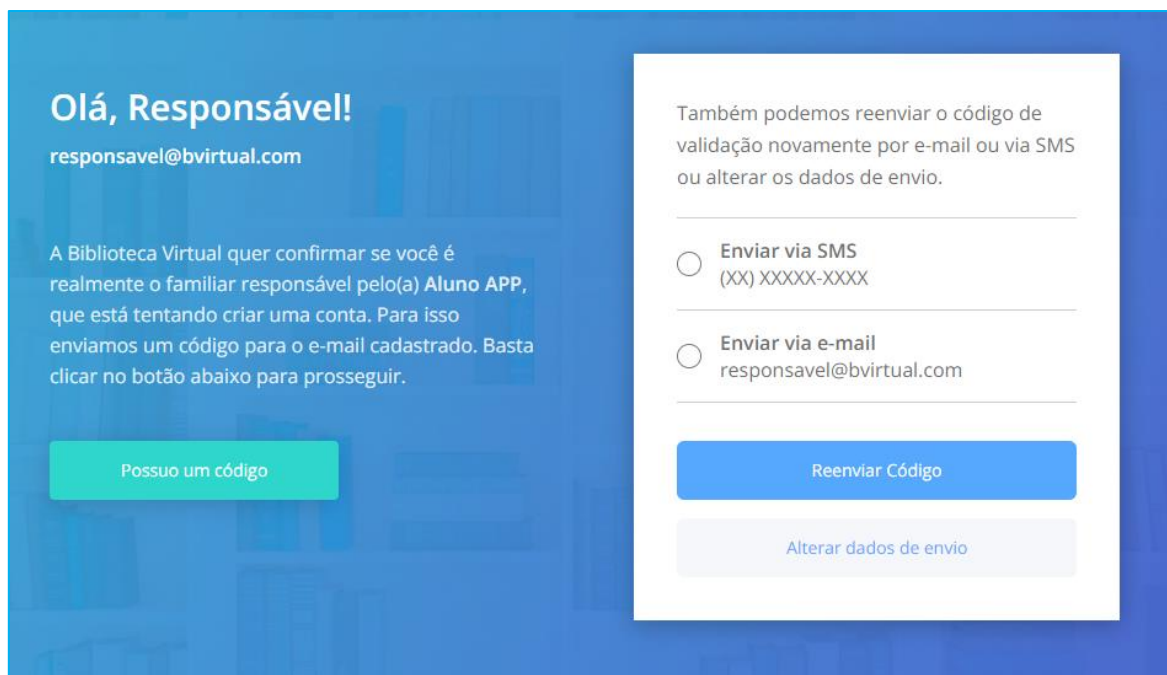 Olá, Responsável!
responsavel@bvirtual.com
A Biblioteca Virtual quer confirmar se você é
realmente o familiar responsável pelo(a) Aluno APP,
que está tentando criar uma conta. Para isso
enviamos um código para o e-mail cadastrado. Basta
clicar no botão abaixo para prosseguir.
Possuo um código
Também podemos reenviar o código de
validação novamente por e-mail ou via SMS
ou alterar os dados de envio.
Enviar via SMS
(XX) XXXXX-XXXX
Enviar via e-mail
responsavel@bvirtual.com
Reenviar Código
Alterar dados de envio